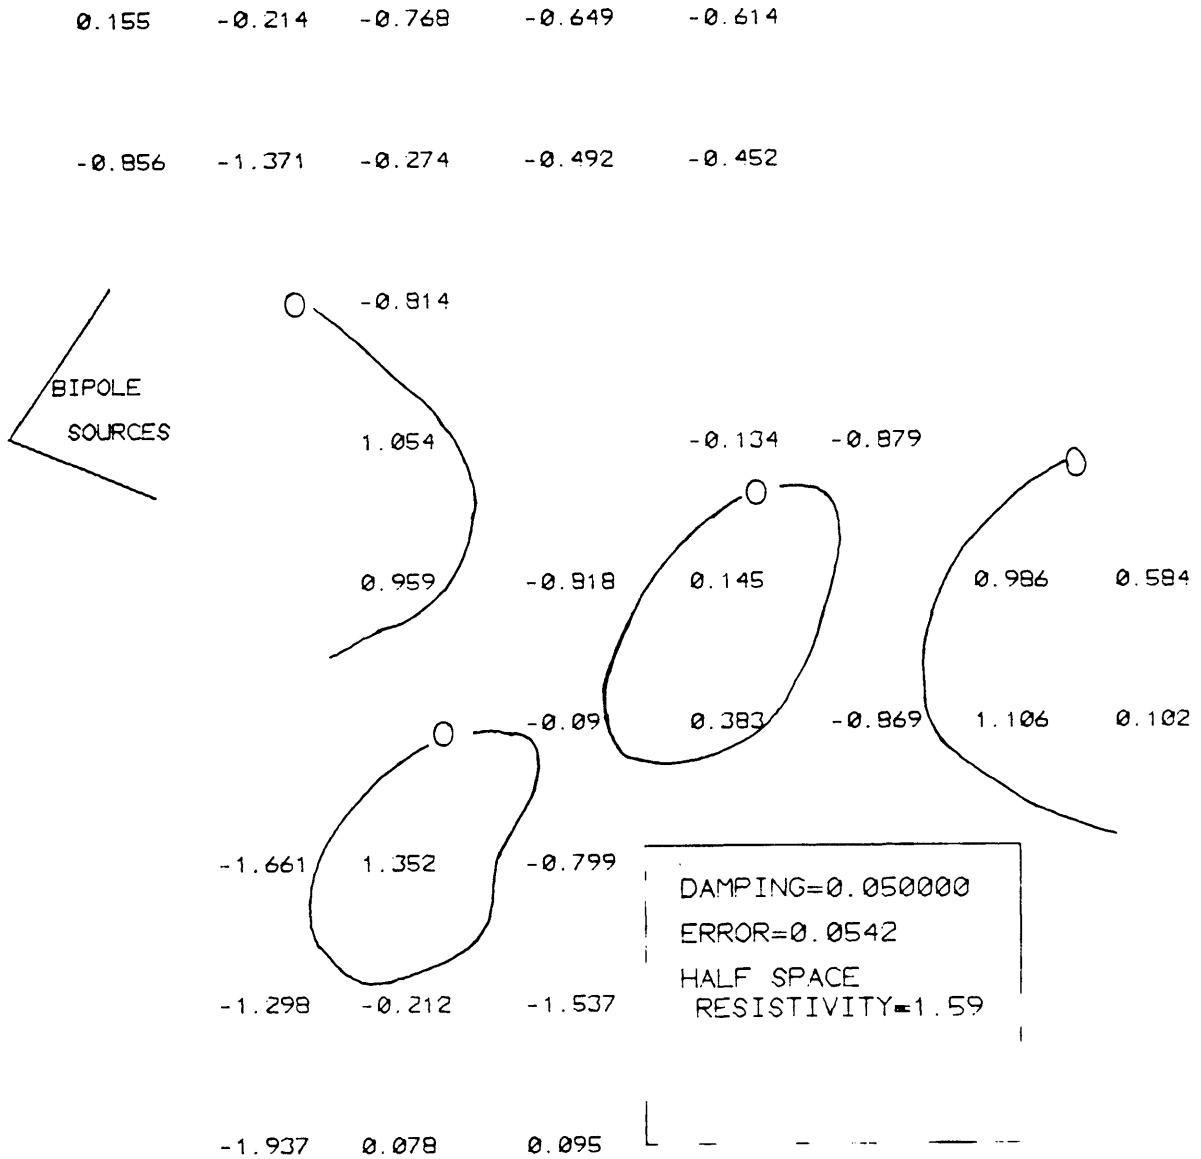 0.155 -0.214 -0.768 -0.649 -0.614
-0.856 -1.371 -0.274 -0.492 -0.452
0 -0.814
BIPOLE
SOURCES
1.054 -0.134 -0.879
0
0
0.959 -0.818 0.145 0.986 0.584
-0.09 0.383 -0.869 1.106 0.102
0
-1.661 1.352 -0.799
DAMPING=0.050000
ERROR=0.0542
HALF SPACE
RESISTIVITY=1.59
-1.298 -0.212 -1.537
-1.937 0.078 0.095